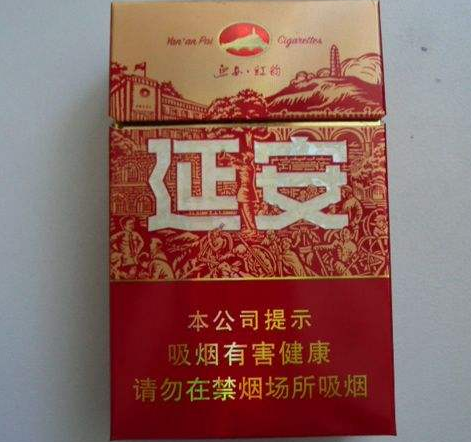 Yan'an Pai Cigarettes
延安·红韵
延安
本公司提示
吸烟有害健康
请勿在禁烟场所吸烟